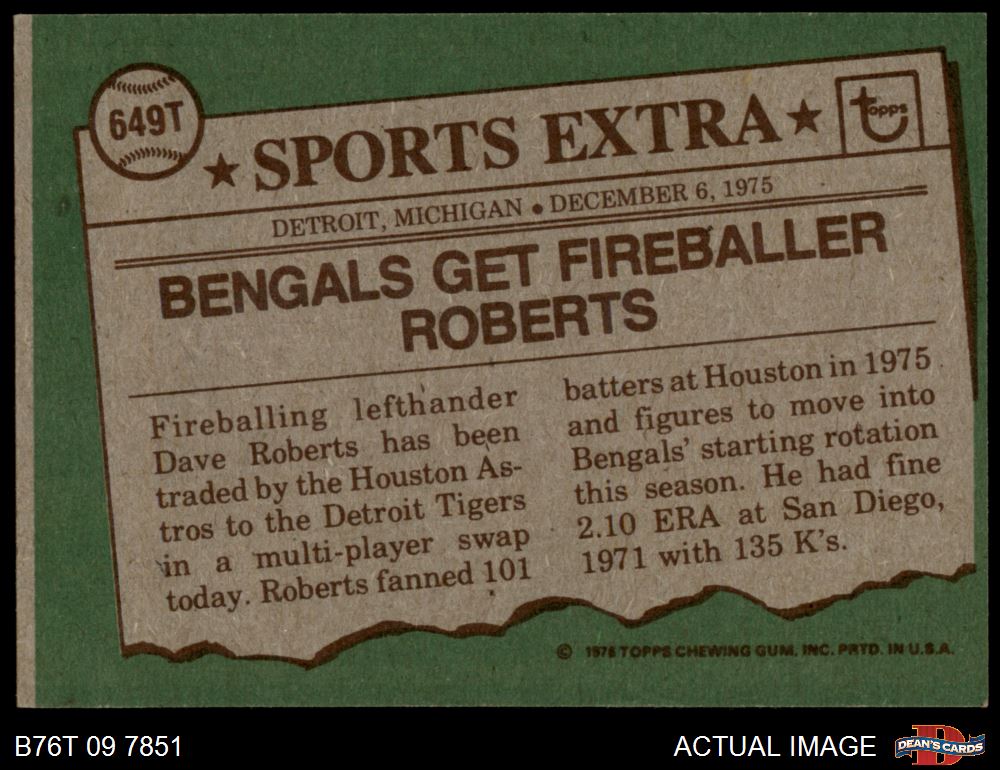 649T
★ SPORTS EXTRA ★
topps
DETROIT, MICHIGAN ● DECEMBER 6, 1975
BENGALS GET FIREBALLER
ROBERTS
Fireballing lefthander
Dave Roberts has been
traded by the Houston As-
tros to the Detroit Tigers
in a multi-player swap
today. Roberts fanned 101
batters at Houston in 1975
and figures to move into
Bengals' starting rotation
this season. He had fine
2.10 ERA at San Diego,
1971 with 135 K's.
© 1976 TOPPS CHEWING GUM, INC. PRTD. IN U.S.A.
B76T 09 7851
ACTUAL IMAGE
DEAN'S CARDS